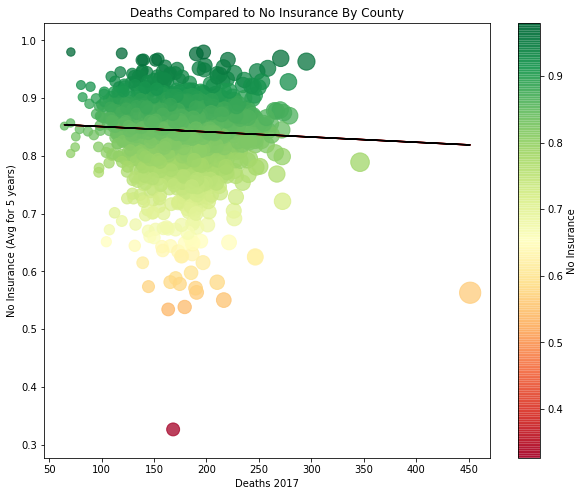 Deaths Compared to No Insurance By County
No Insurance (Avg for 5 years)
1.0
0.9
0.8
0.7
0.6
0.5
0.4
0.3
50 100 150 200 250 300 350 400 450
Deaths 2017
0.9
0.8
0.7
0.6
0.5
0.4
No Insurance